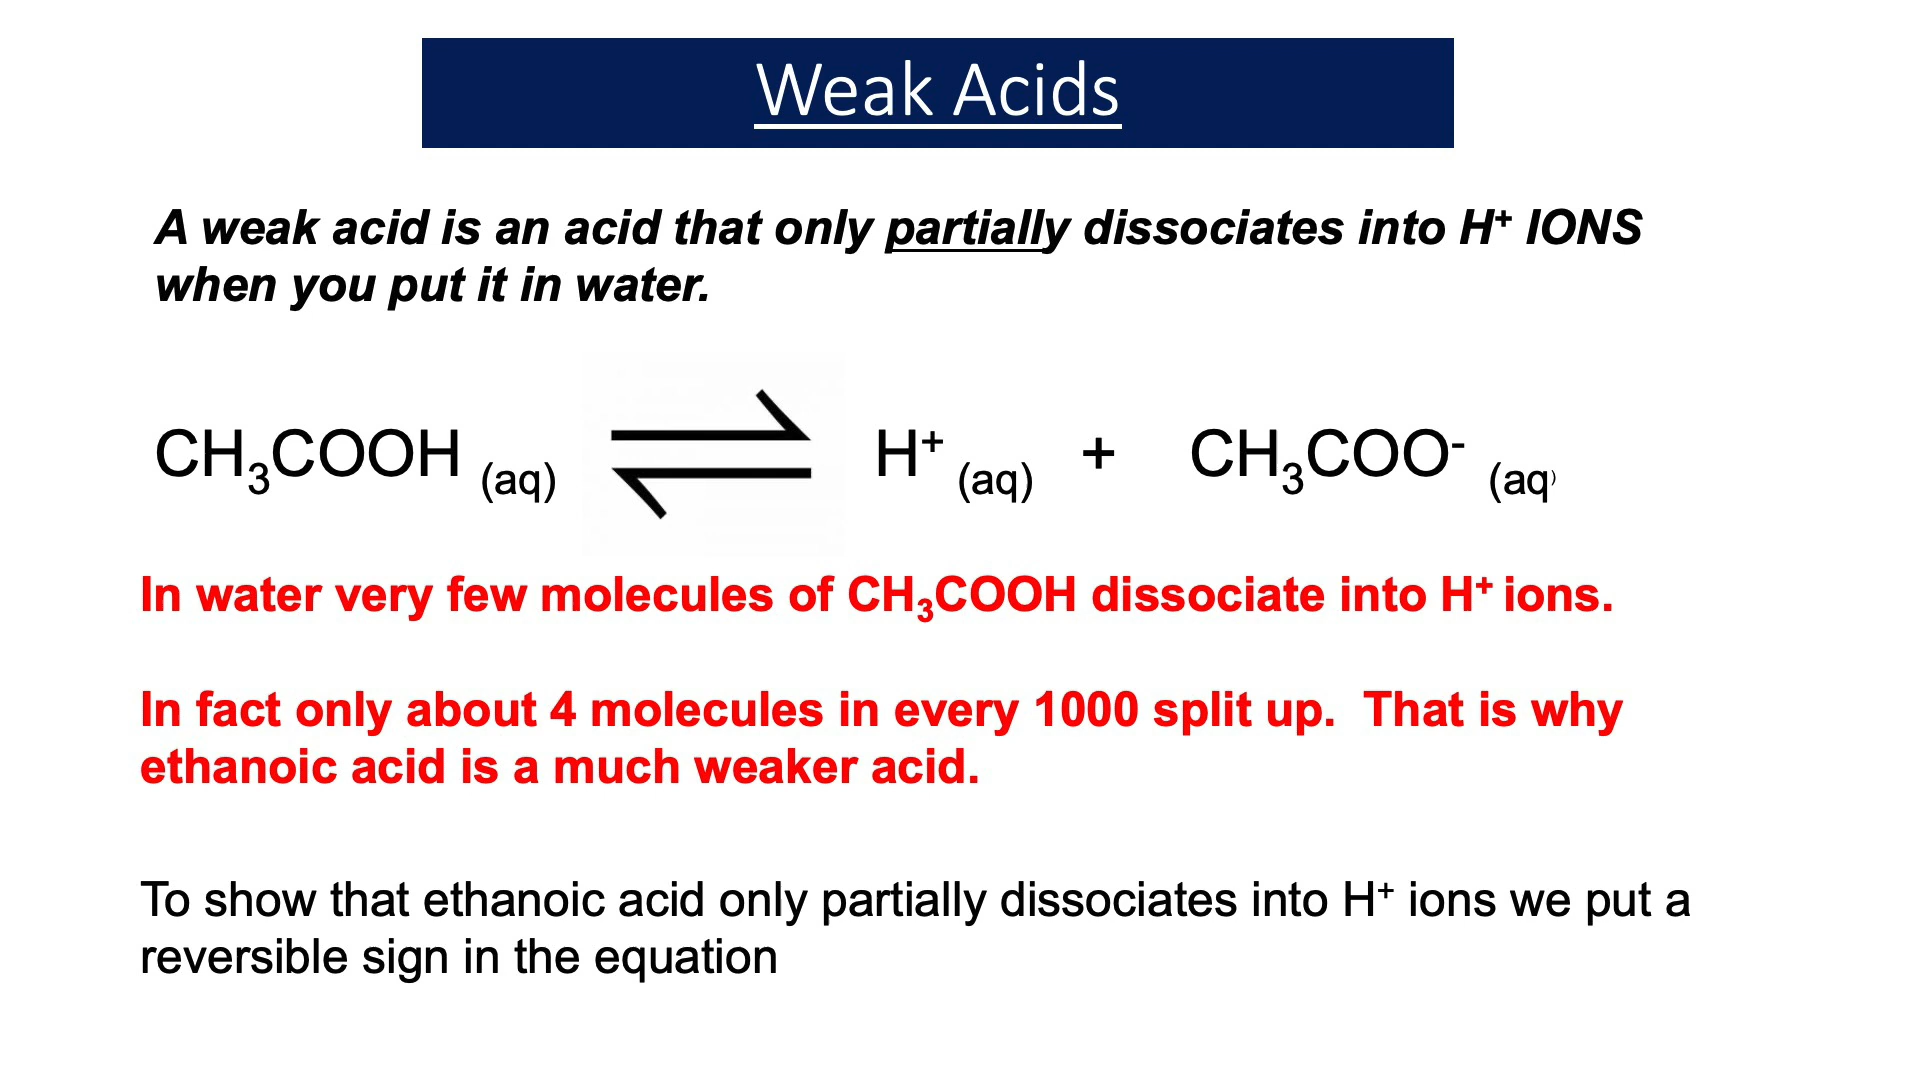 Weak Acids
A weak acid is an acid that only partially dissociates into H⁺ IONS
when you put it in water.
CH₃COOH (aq) ⇌ H⁺ (aq) + CH₃COO⁻ (aq)
In water very few molecules of CH₃COOH dissociate into H⁺ ions.
In fact only about 4 molecules in every 1000 split up. That is why
ethanoic acid is a much weaker acid.
To show that ethanoic acid only partially dissociates into H⁺ ions we put a
reversible sign in the equation